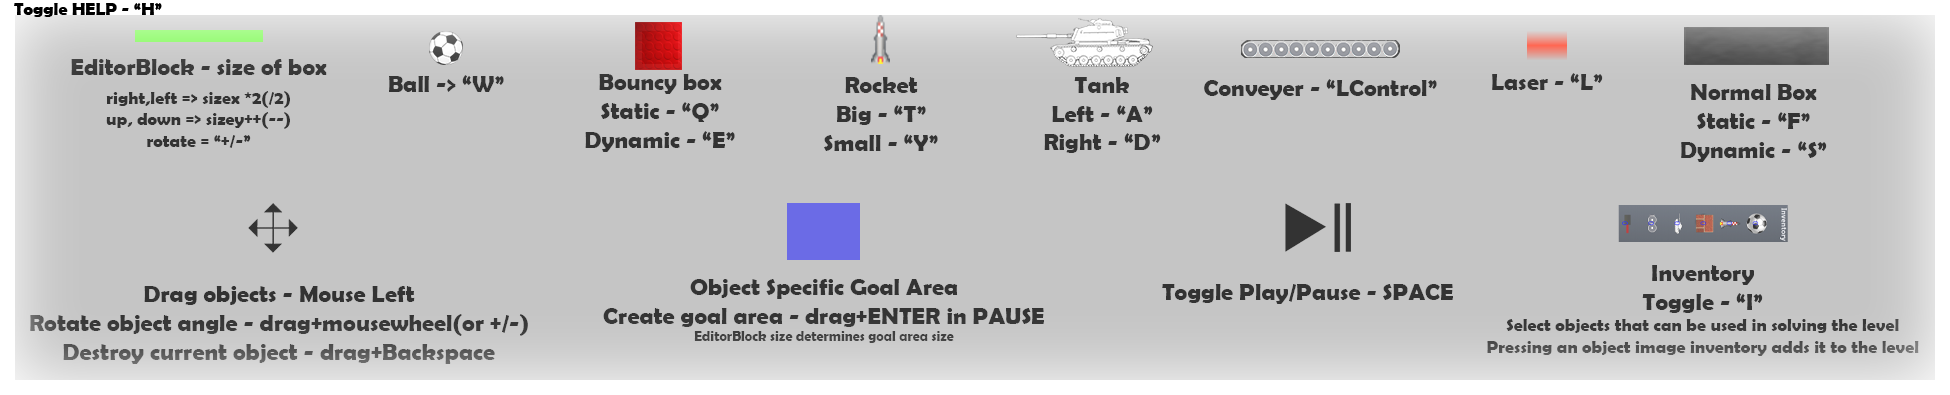 Toggle HELP - “H”
EditorBlock - size of box
right,left => sizex *2(/2)
up, down => sizey++(--)
rotate = “+/-”
Ball -> “W”
Bouncy box
Static - “Q”
Dynamic - “E”
Rocket
Big - “T”
Small - “Y”
Tank
Left - “A”
Right - “D”
Conveyer - “LControl”
Laser - “L”
Normal Box
Static - “F”
Dynamic - “S”
Drag objects - Mouse Left
Rotate object angle - drag+mousewheel(or +/-)
Destroy current object - drag+Backspace
Object Specific Goal Area
Create goal area - drag+ENTER in PAUSE
EditorBlock size determines goal area size
Toggle Play/Pause - SPACE
Inventory
Inventory
Toggle - “I”
Select objects that can be used in solving the level
Pressing an object image inventory adds it to the level